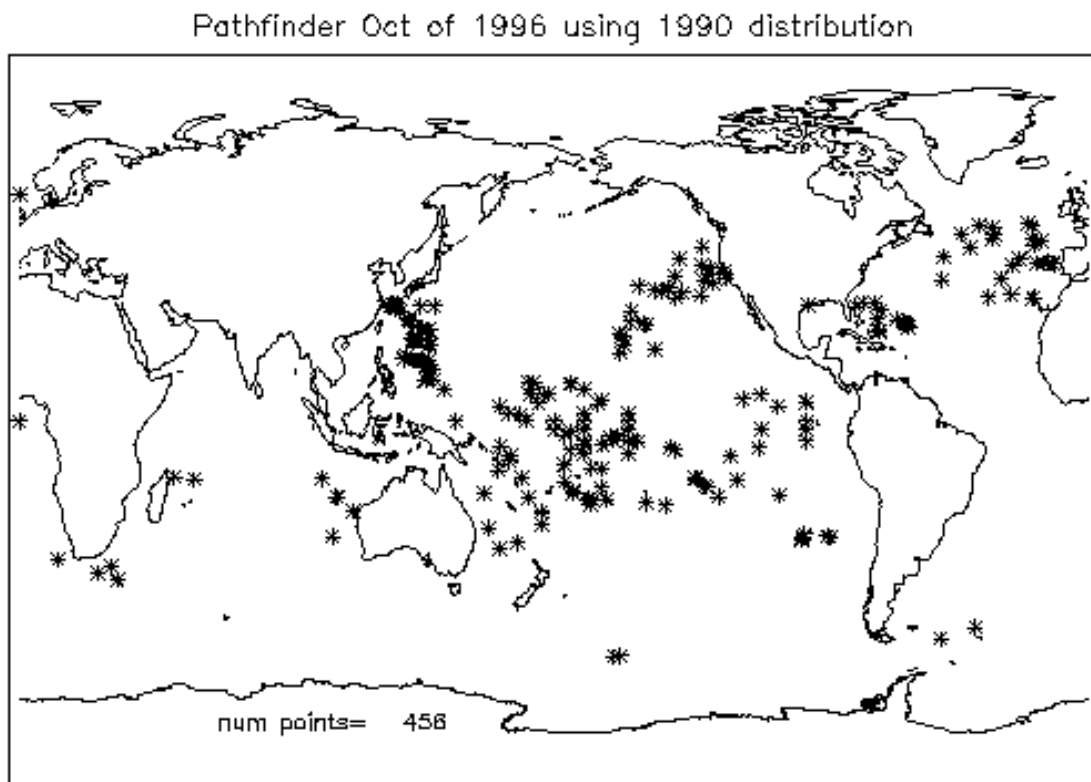 Pathfinder Oct of 1996 using 1990 distribution
num points= 456